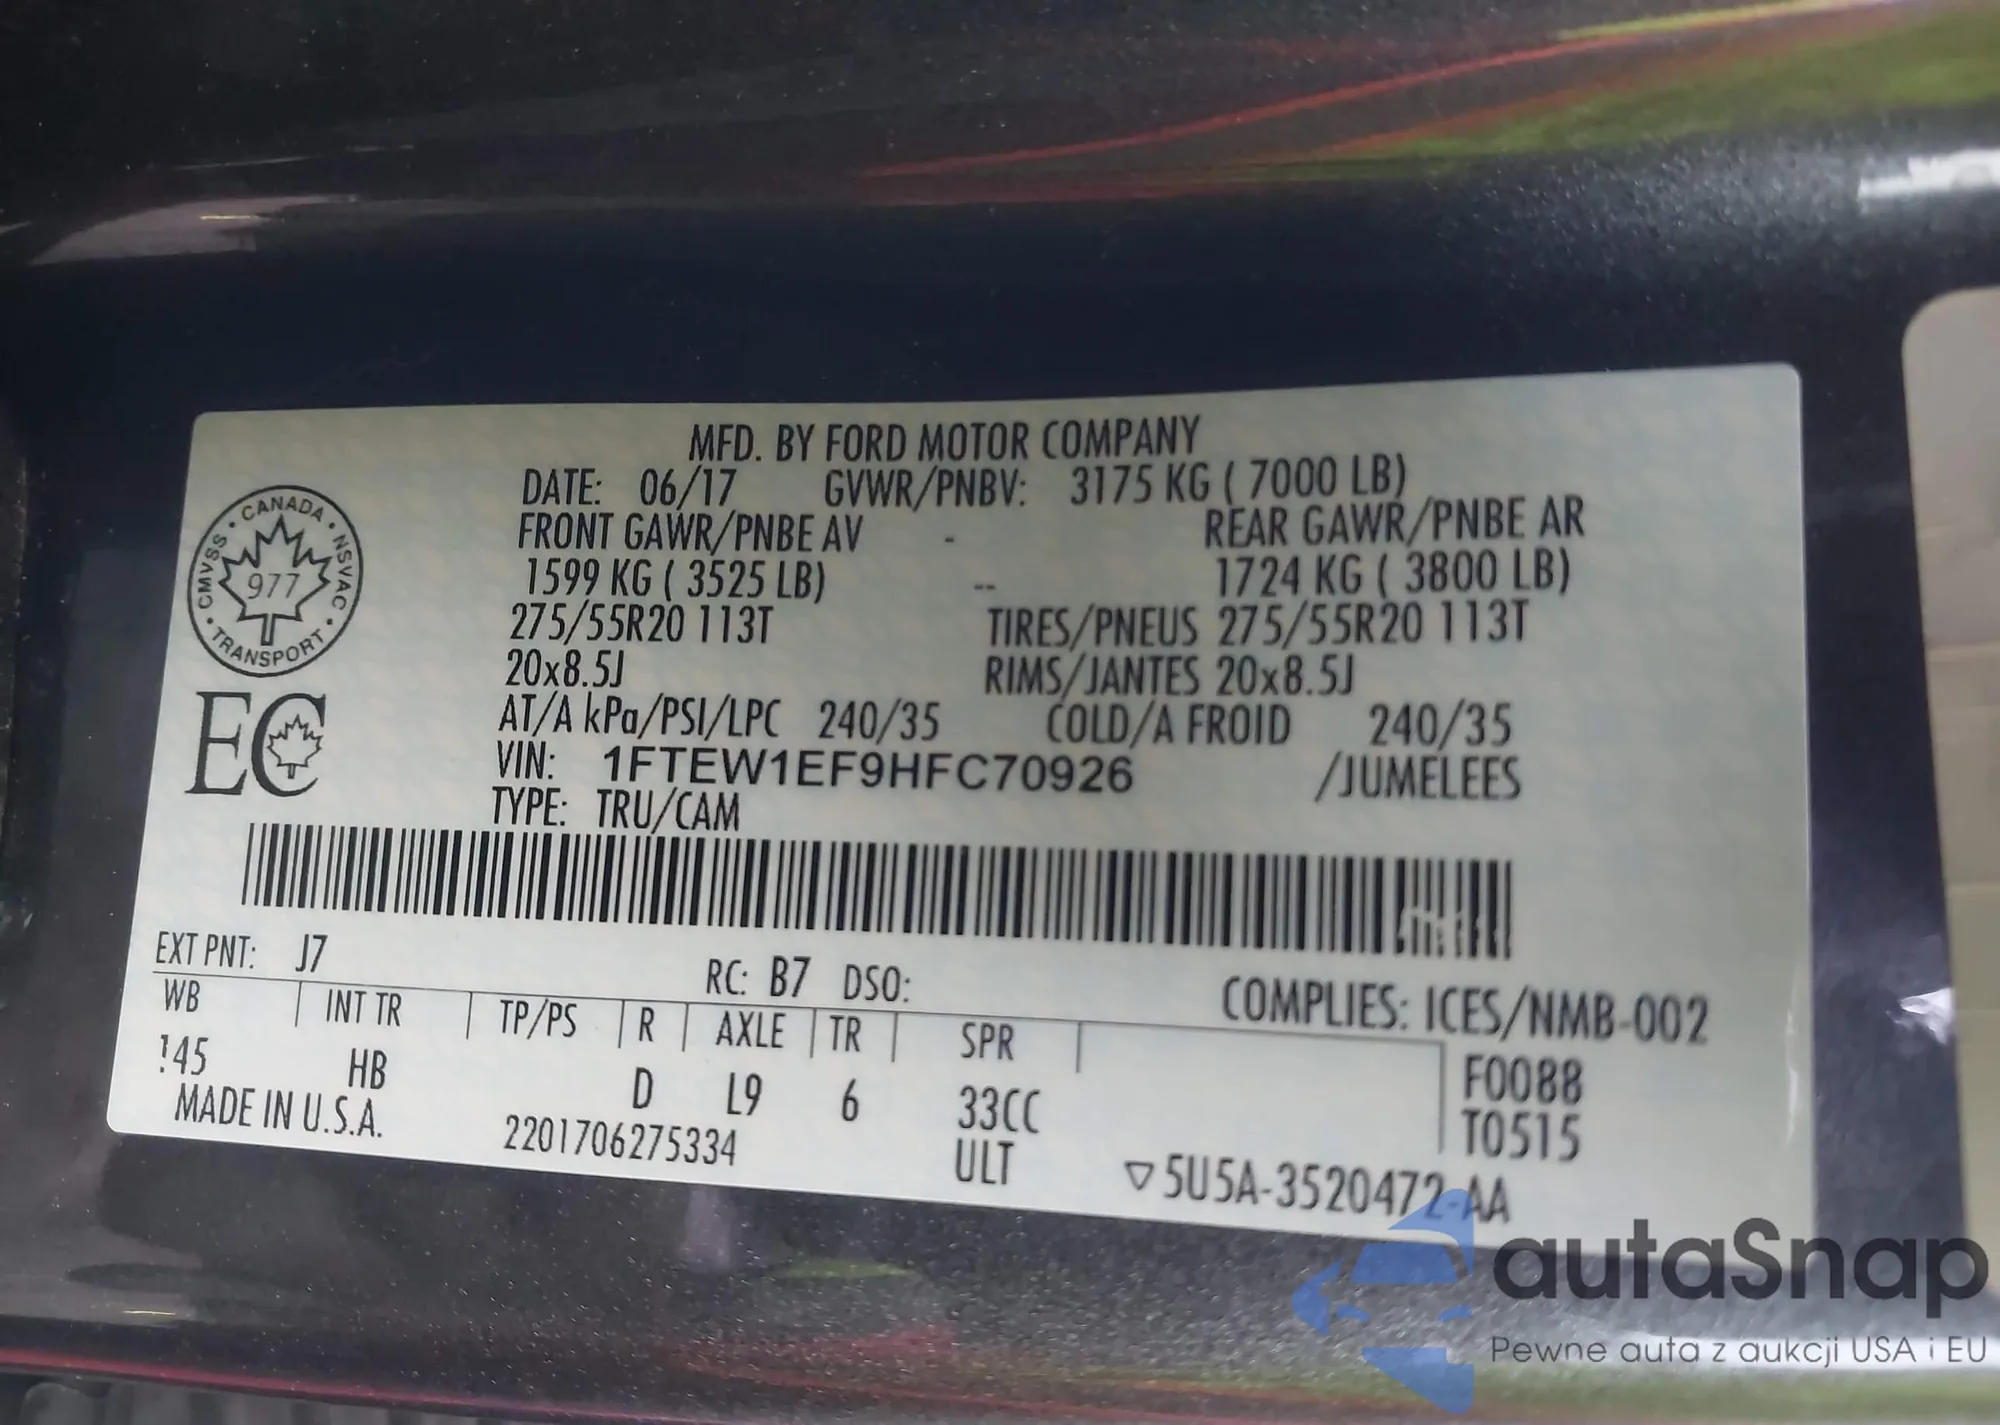 MFD. BY FORD MOTOR COMPANY
DATE: 06/17 GVWR/PNBV: 3175 KG ( 7000 LB)
FRONT GAWR/PNBE AV - REAR GAWR/PNBE AR
1599 KG ( 3525 LB) -- 1724 KG ( 3800 LB)
275/55R20 113T TIRES/PNEUS 275/55R20 113T
20x8.5J RIMS/JANTES 20x8.5J
AT/A kPa/PSI/LPC 240/35 COLD/A FROID 240/35
VIN: 1FTEW1EF9HFC70926 /JUMELEES
TYPE: TRU/CAM
CANADA
CMVSS 977 NSVAC
TRANSPORT
EC
EXT PNT: J7 RC: B7 DSO: COMPLIES: ICES/NMB-002
WB INT TR TP/PS R AXLE TR SPR F0088
145 HB D L9 6 33CC T0515
MADE IN U.S.A. 2201706275334 ULT ▽5U5A-3520472-AA
autaSnap
Pewne auta z aukcji USA i EU